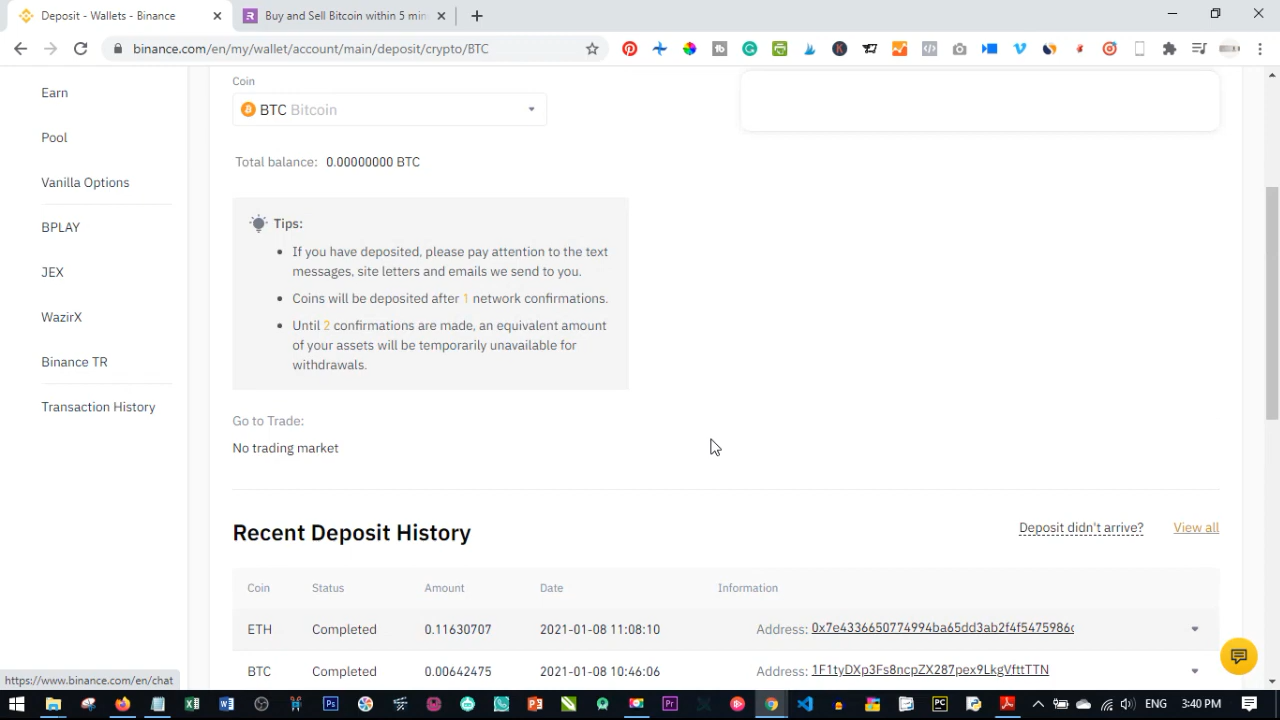 Deposit - Wallets - Binance
Buy and Sell Bitcoin within 5 min
binance.com/en/my/wallet/account/main/deposit/crypto/BTC
Earn
Pool
Vanilla Options
BPLAY
JEX
WazirX
Binance TR
Transaction History
Coin
BTC Bitcoin
Total balance: 0.00000000 BTC
Tips:
If you have deposited, please pay attention to the text
messages, site letters and emails we send to you.
Coins will be deposited after 1 network confirmations.
Until 2 confirmations are made, an equivalent amount
of your assets will be temporarily unavailable for
withdrawals.
Go to Trade:
No trading market
Recent Deposit History
Deposit didn't arrive? View all
Coin Status Amount Date Information
ETH Completed 0.11630707 2021-01-08 11:08:10 Address: 0x7e4336650774994ba65dd3ab2f4f5475986c
BTC Completed 0.00642475 2021-01-08 10:46:06 Address: 1F1tyDXp3Fs8ncpZX287pex9LkgVfttTTN
https://www.binance.com/en/chat
ENG 3:40 PM